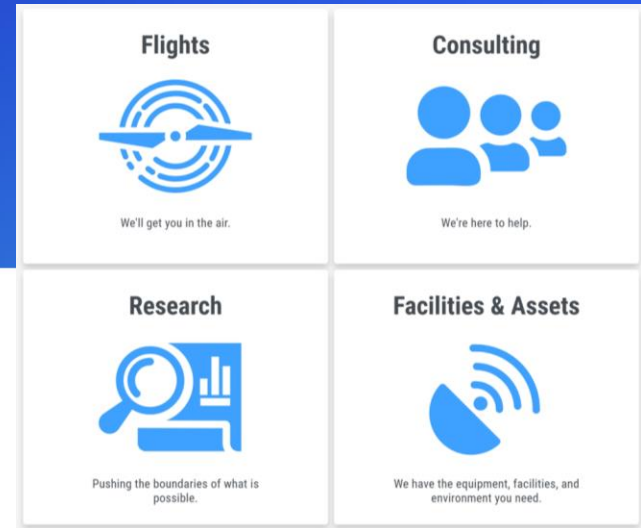 Flights
We'll get you in the air.
Consulting
We're here to help.
Research
Pushing the boundaries of what is
possible.
Facilities & Assets
We have the equipment, facilities, and
environment you need.